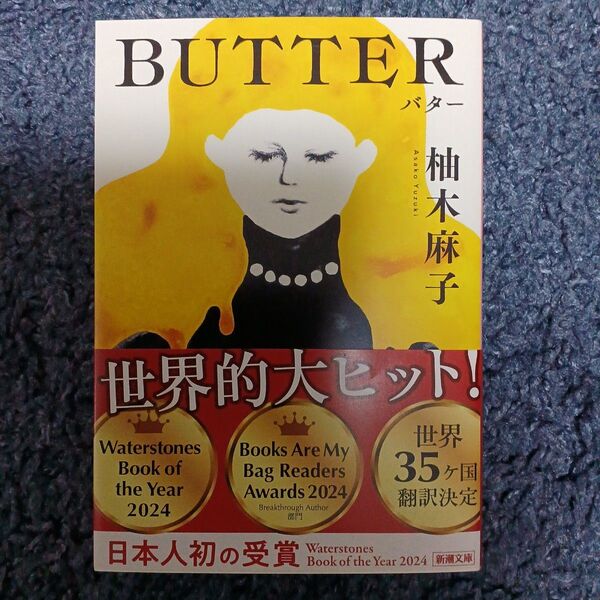 BUTTER
バター
柚木麻子
Asako Yuzuki
世界的大ヒット!
Waterstones
Book of
the Year
2024
Books Are My
Bag Readers
Awards 2024
Breakthrough Author
部門
世界
35ヶ国
翻訳決定
日本人初の受賞
Waterstones
Book of the Year 2024
新潮文庫